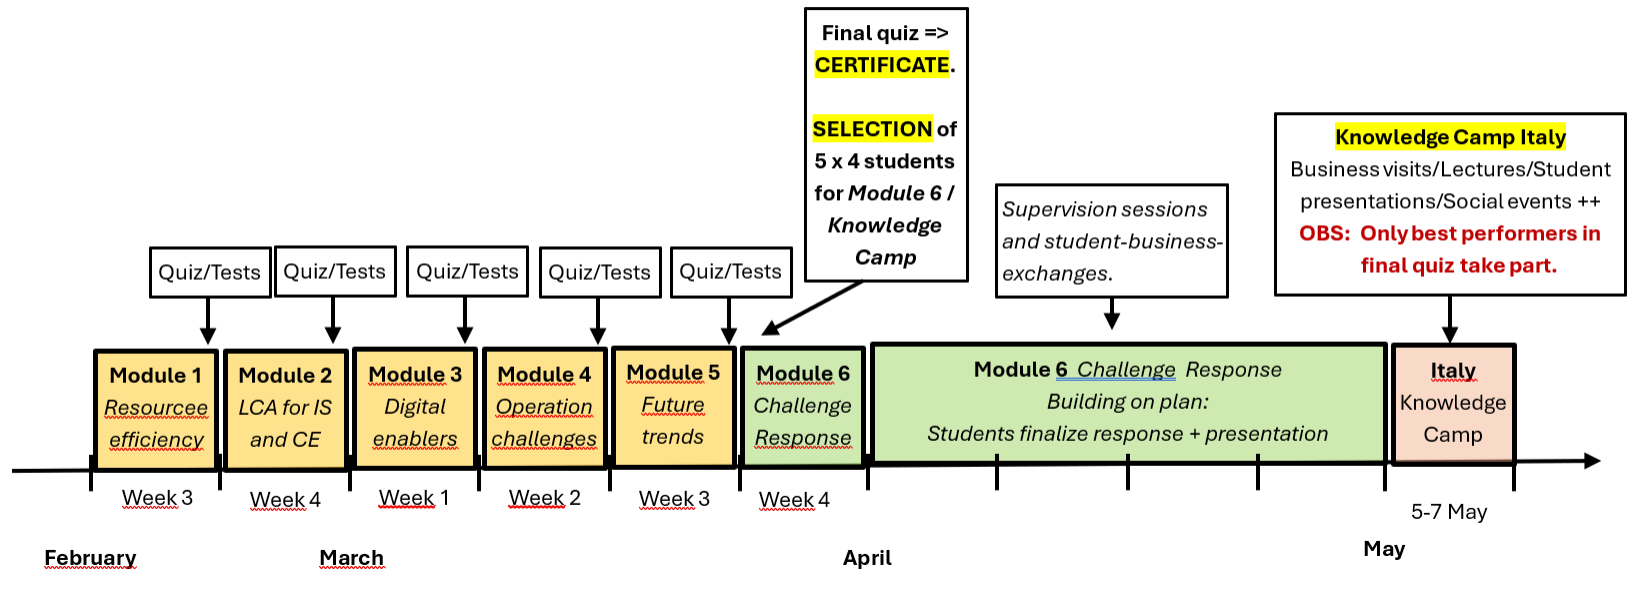 Final quiz =>
CERTIFICATE.
SELECTION of
5 x 4 students
for Module 6 /
Knowledge
Camp
Knowledge Camp Italy
Business visits/Lectures/Student
presentations/Social events ++
OBS: Only best performers in
final quiz take part.
Supervision sessions
and student-business-
exchanges.
Quiz/Tests
Quiz/Tests
Quiz/Tests
Quiz/Tests
Quiz/Tests
Module 1
Resourcee
efficiency
Module 2
LCA for IS
and CE
Module 3
Digital
enablers
Module 4
Operation
challenges
Module 5
Future
trends
Module 6
Challenge
Response
Module 6 Challenge Response
Building on plan:
Students finalize response + presentation
Italy
Knowledge
Camp
Week 3
Week 4
Week 1
Week 2
Week 3
Week 4
5-7 May
February
March
April
May